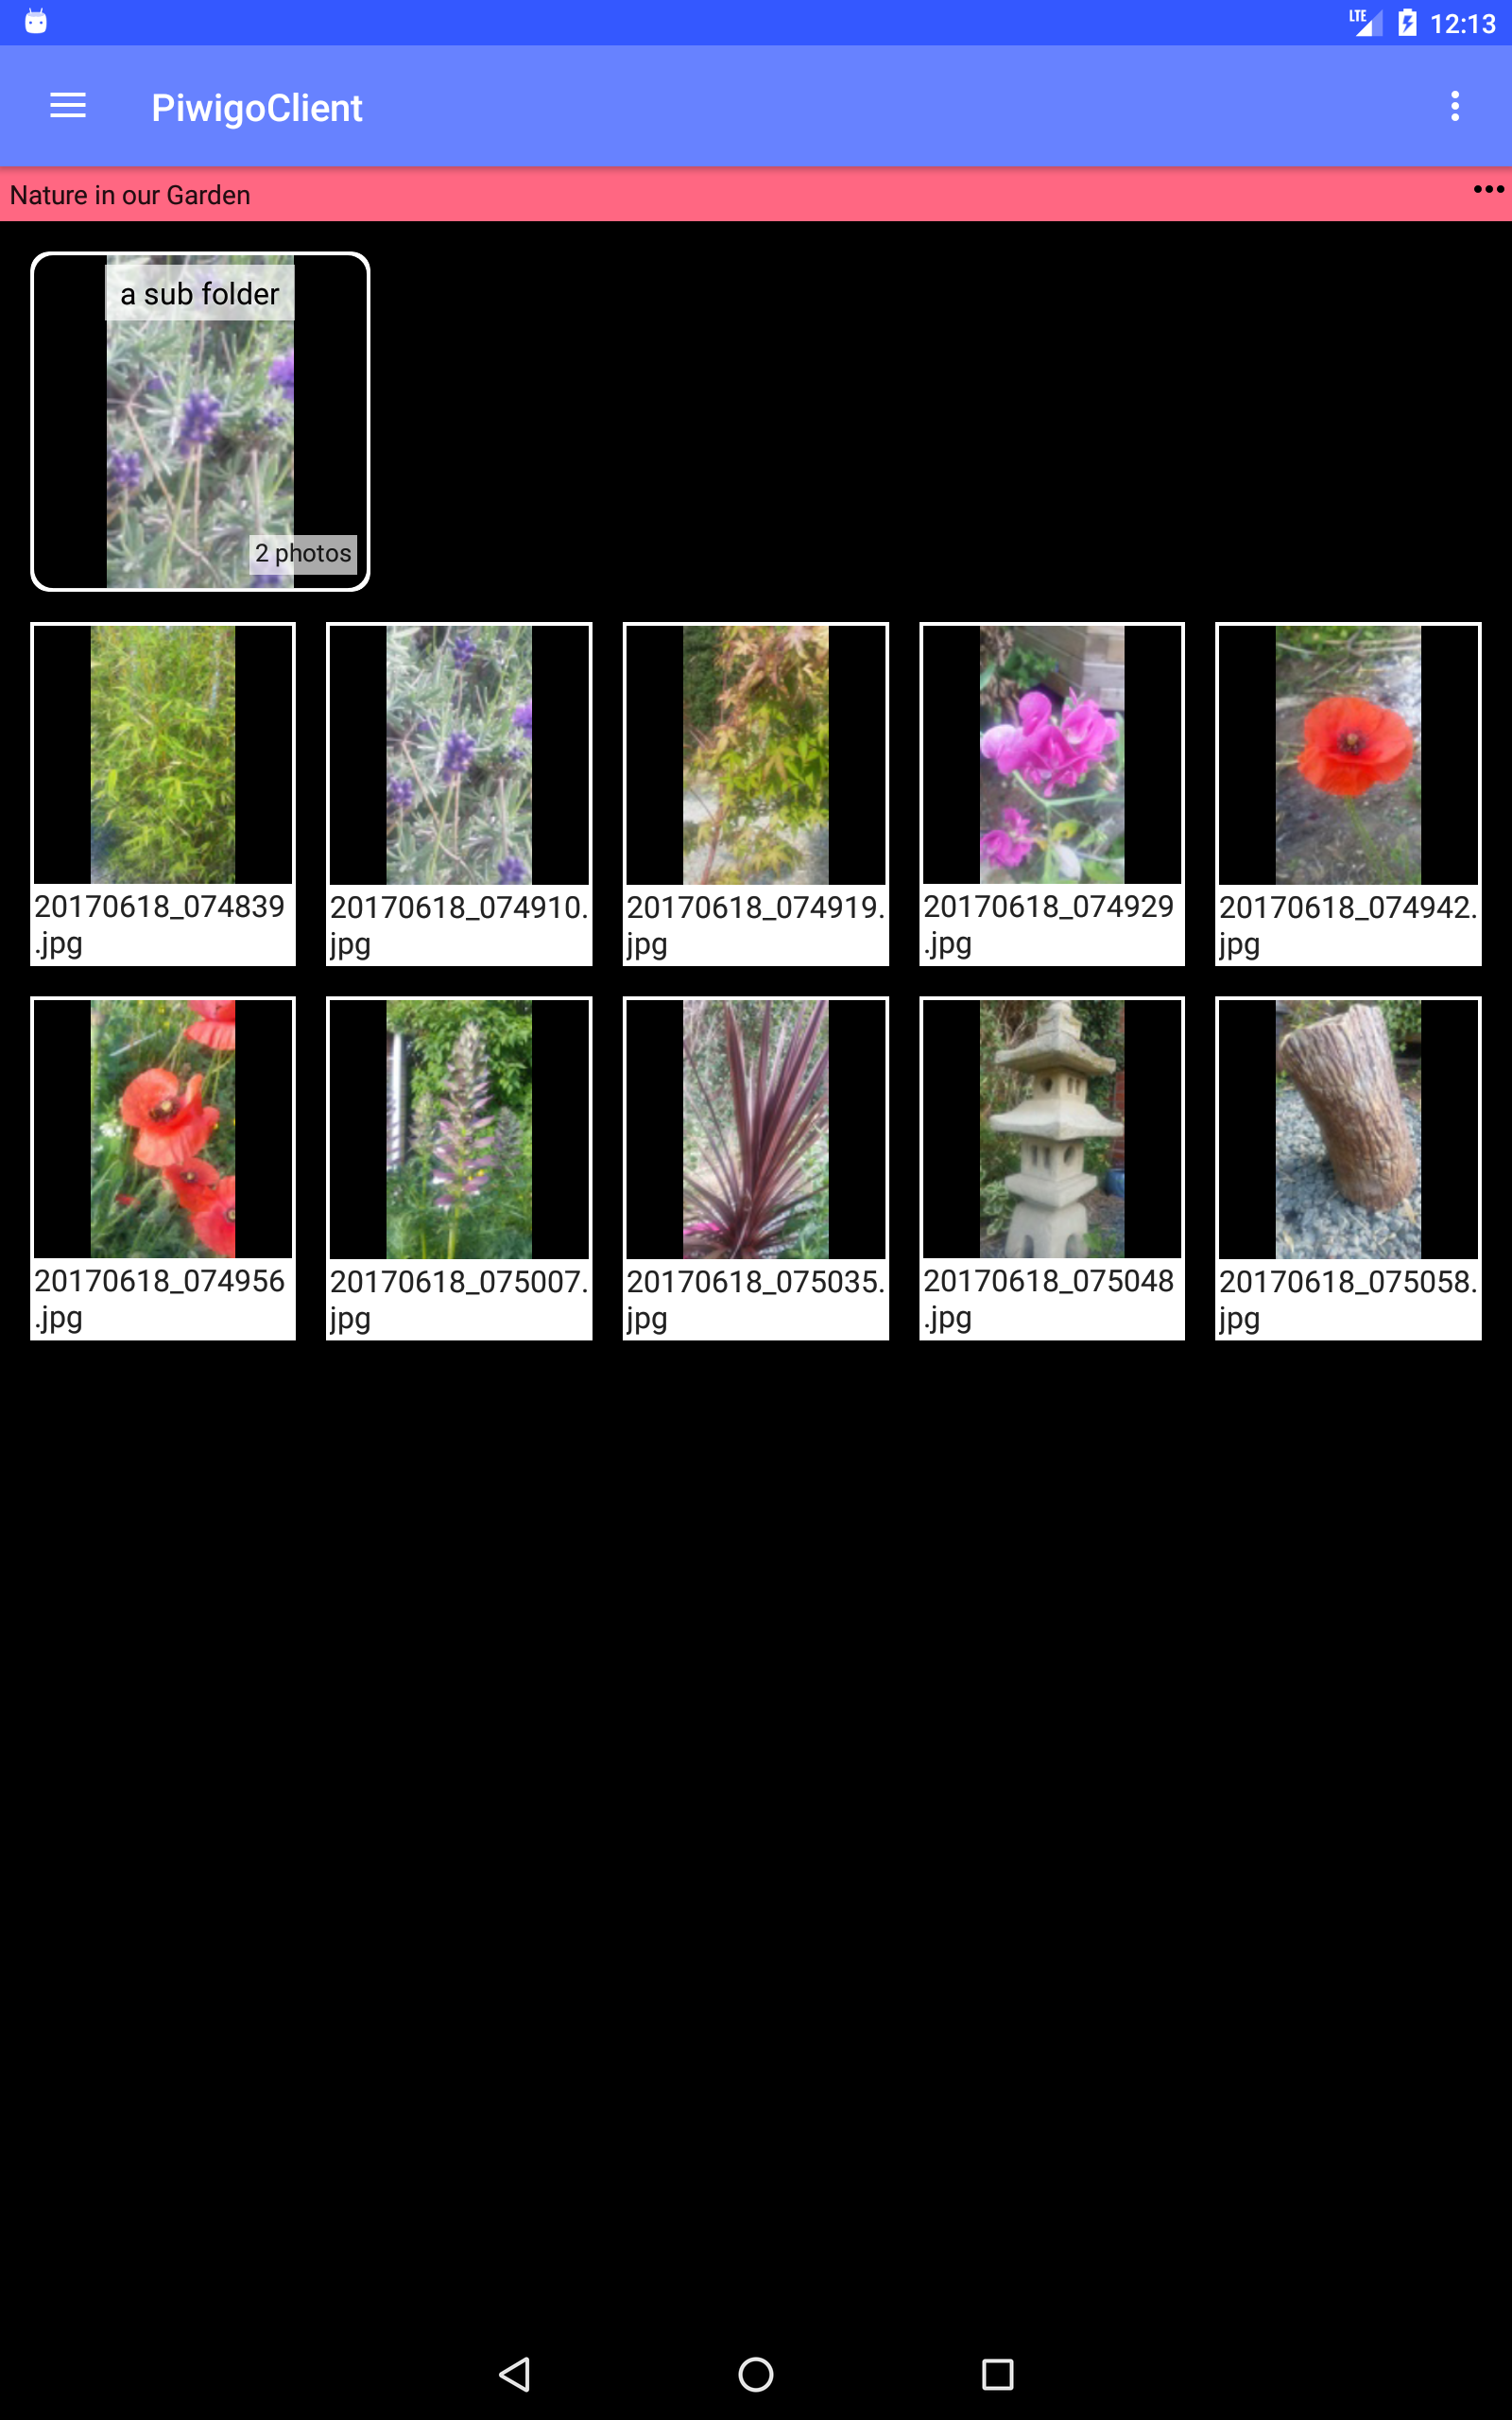 LTE 12:13
PiwigoClient
Nature in our Garden
a sub folder
2 photos
20170618_074839
.jpg
20170618_074910.
jpg
20170618_074919.
jpg
20170618_074929
.jpg
20170618_074942.
jpg
20170618_074956
.jpg
20170618_075007.
jpg
20170618_075035.
jpg
20170618_075048
.jpg
20170618_075058.
jpg